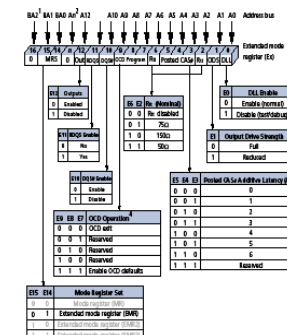 BA2¹ BA1 BA0 An² A12 A10 A9 A8 A7 A6 A5 A4 A3 A2 A1 A0 Address bus
16 15 14 n 12 11 10 9 8 7 6 5 4 3 2 1 0
0 MRS 0 Out RDQS DQS# OCD Program Rtt Posted CAS# Rtt ODS DLL
Extended mode
register (Ex)
E12 Outputs
0 Enabled
1 Disabled
E11 RDQS Enable
0 No
1 Yes
E10 DQS# Enable
0 Enable
1 Disable
E6 E2 Rtt (Nominal)
0 0 Rtt disabled
0 1 75Ω
1 0 150Ω
1 1 50Ω
E0 DLL Enable
0 Enable (normal)
1 Disable (test/debug
E1 Output Drive Strength
0 Full
1 Reduced
E5 E4 E3 Posted CAS# Additive Latency (
0 0 0 0
0 0 1 1
0 1 0 2
0 1 1 3
1 0 0 4
1 0 1 5
1 1 0 6
1 1 1 Reserved
E9 E8 E7 OCD Operation⁴
0 0 0 OCD exit
0 0 1 Reserved
0 1 0 Reserved
1 0 0 Reserved
1 1 1 Enable OCD defaults
E15 E14 Mode Register Set
0 0 Mode register (MR)
0 1 Extended mode register (EMR)
1 0 Extended mode register (EMR2)
1 1 Extended mode register (EMR3)